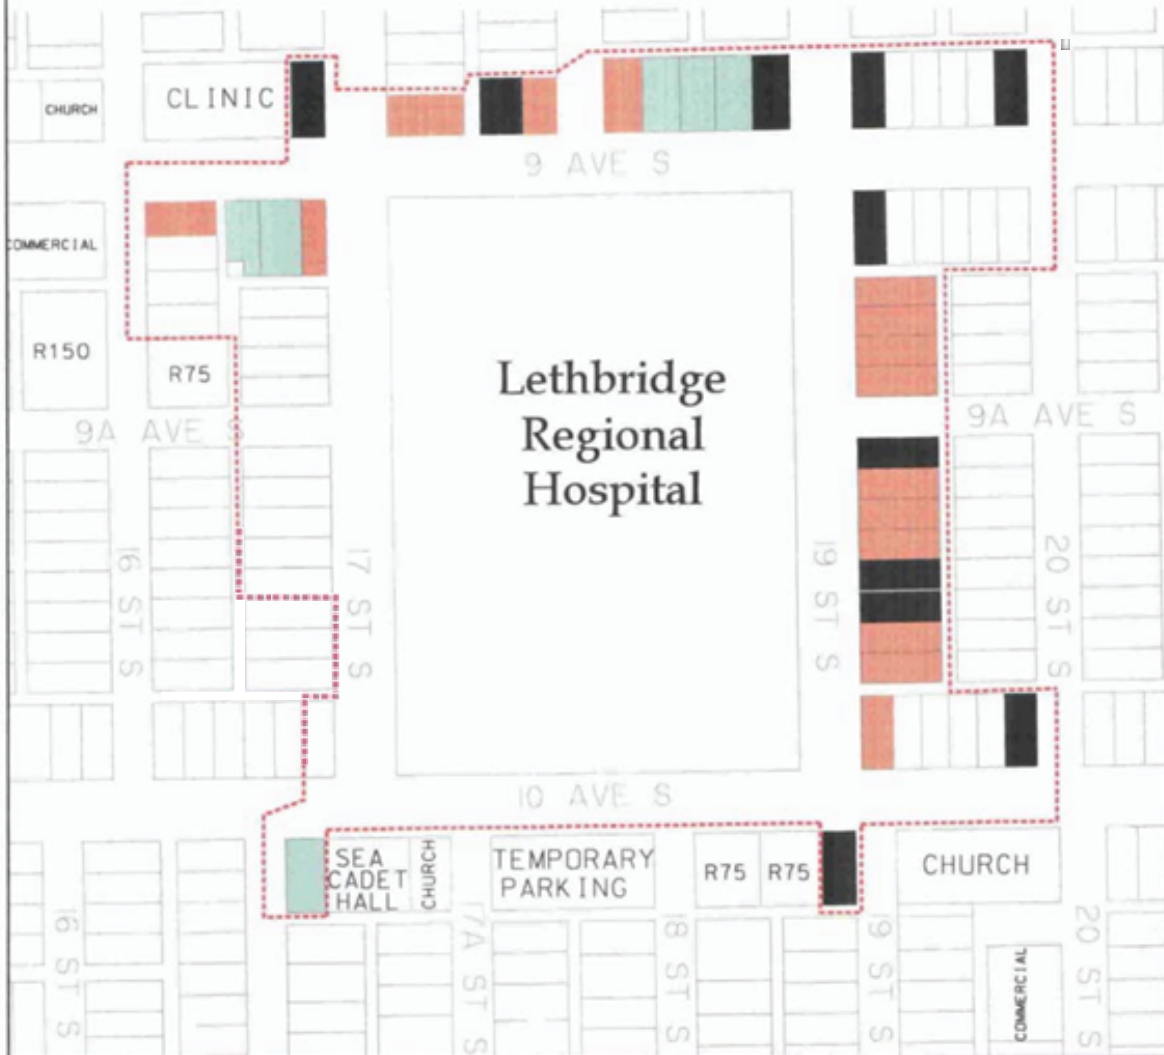 CLINIC
CHURCH
9 AVE S
COMMERCIAL
R150
R75
Lethbridge
Regional
Hospital
9A AVE S
9A AVE S
16 ST S
17 ST S
19 ST S
20 ST S
10 AVE S
SEA
CADET
HALL
CHURCH
TEMPORARY
PARKING
R75
R75
CHURCH
16 ST S
17A ST S
18 ST S
19 ST S
20 ST S
COMMERCIAL